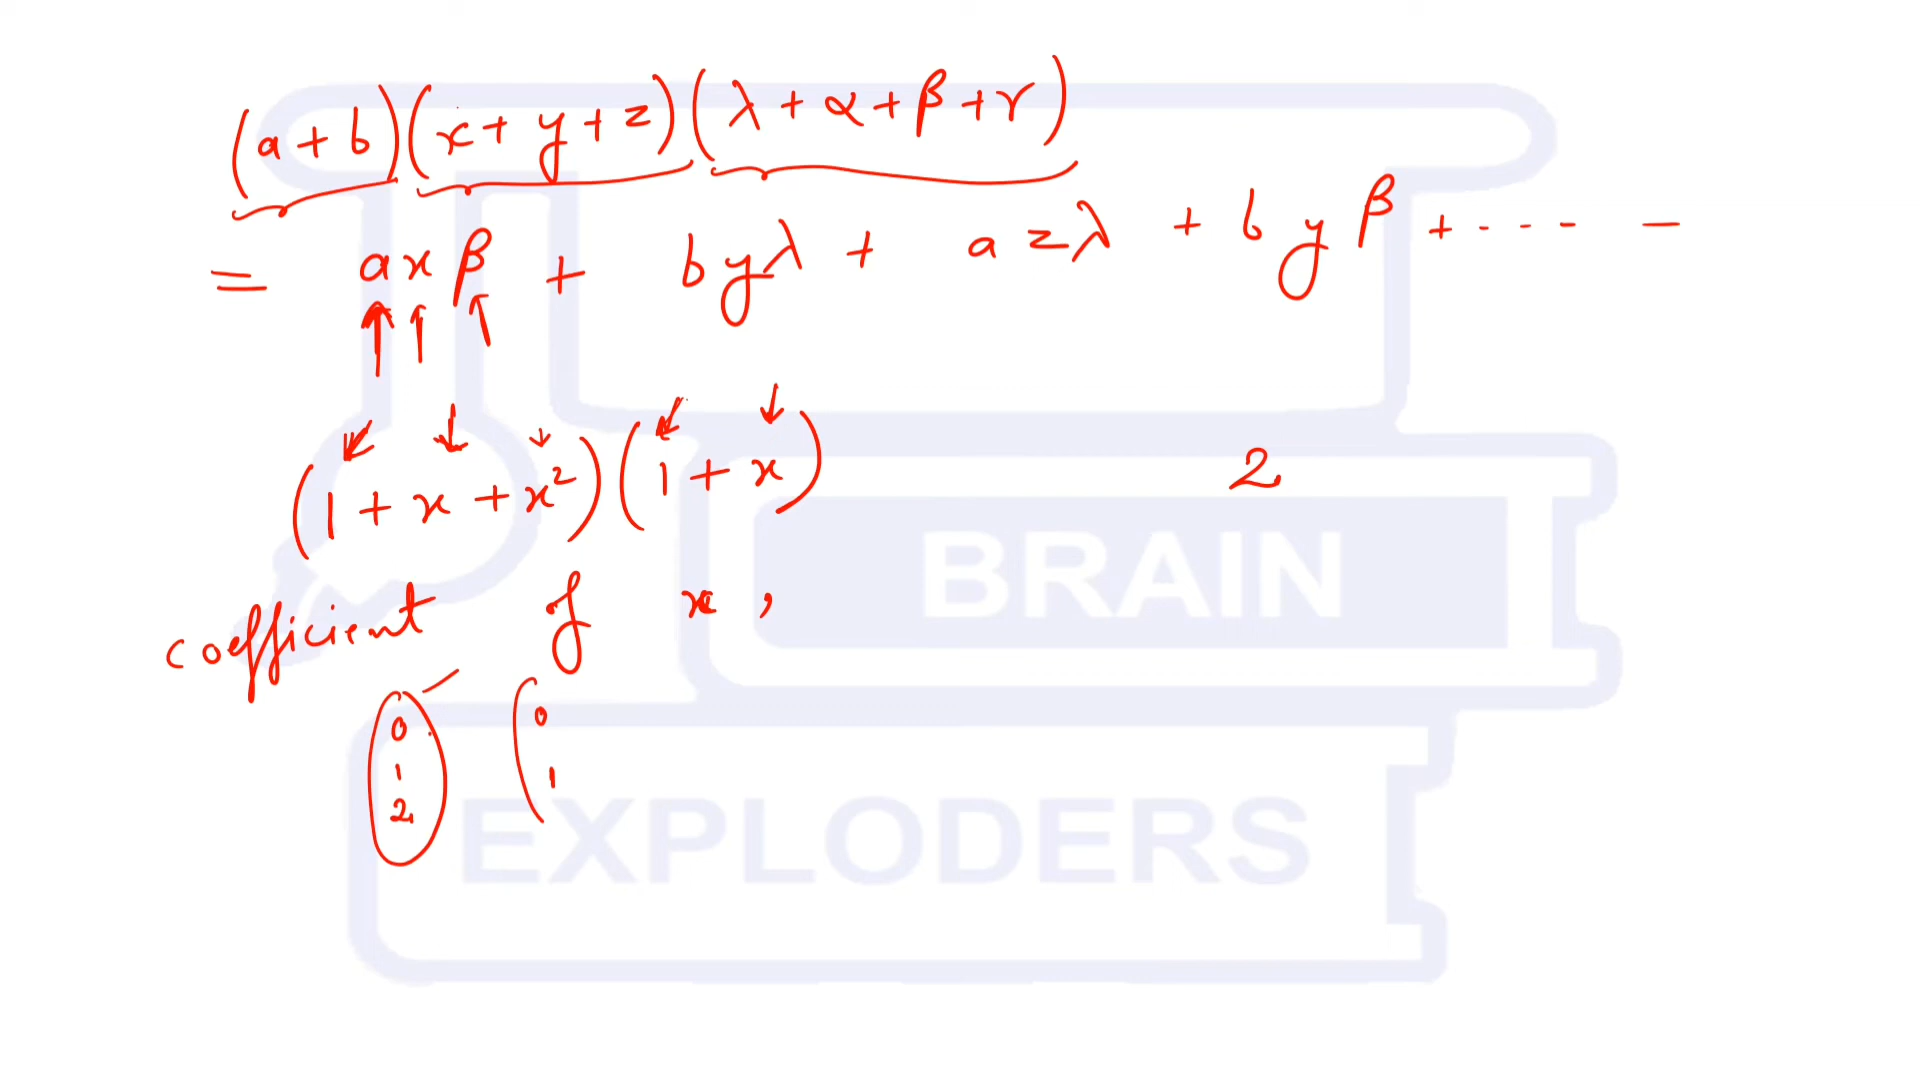 (a + b)(x + y + z)(λ + α + β + γ)
= axβ + byλ + azλ + byβ + ---- —
(1 + x + x²)(1 + x) 2
coefficient of x,
0 (0
1 1
2
BRAIN
EXPLODERS